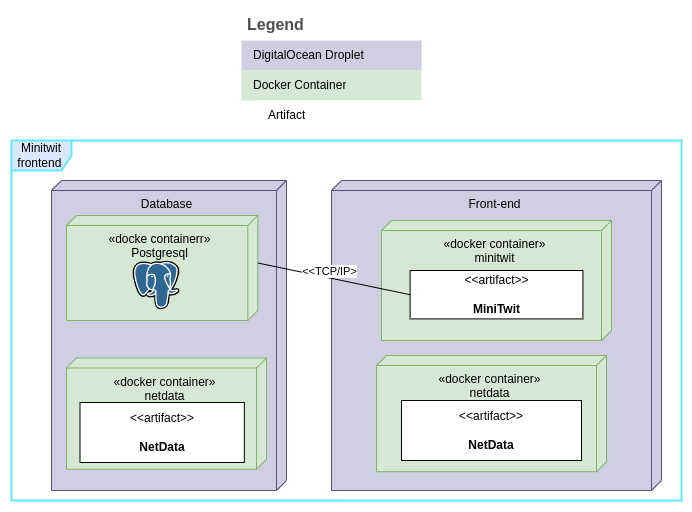 Legend
DigitalOcean Droplet
Docker Container
Artifact
Minitwit
frontend
Database
«docke containerr»
Postgresql
<<TCP/IP>
«docker container»
netdata
<<artifact>>
NetData
Front-end
«docker container»
minitwit
<<artifact>>
MiniTwit
«docker container»
netdata
<<artifact>>
NetData